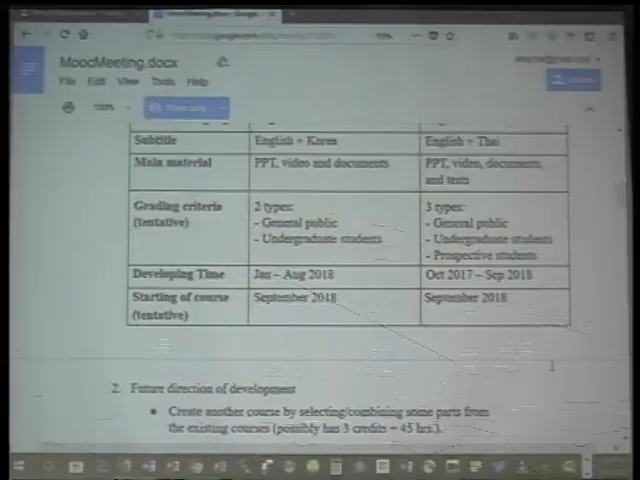 MoocMeeting.docx
File Edit View Tools Help
100%
Subtitle English + Korea English + Thai
Main material PPT, video and documents PPT, video, documents, and tests
Grading criteria (tentative) 2 types: - General public - Undergraduate students 3 types: - General public - Undergraduate students - Prospective students
Developing Time Jan – Aug 2018 Oct 2017 – Sep 2018
Starting of course (tentative) September 2018 September 2018
2. Future direction of development
• Create another course by selecting/combining some parts from
the existing courses (possibly has 3 credits = 45 hrs.).